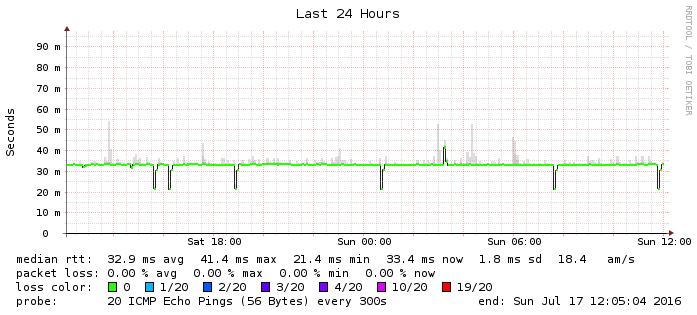 Last 24 Hours
RRDTOOL / TOBI OETIKER
Seconds
90 m
80 m
70 m
60 m
50 m
40 m
30 m
20 m
10 m
0
Sat 18:00 Sun 00:00 Sun 06:00 Sun 12:00
median rtt: 32.9 ms avg 41.4 ms max 21.4 ms min 33.4 ms now 1.8 ms sd 18.4 am/s
packet loss: 0.00 % avg 0.00 % max 0.00 % min 0.00 % now
loss color: 0 1/20 2/20 3/20 4/20 10/20 19/20
probe: 20 ICMP Echo Pings (56 Bytes) every 300s end: Sun Jul 17 12:05:04 2016